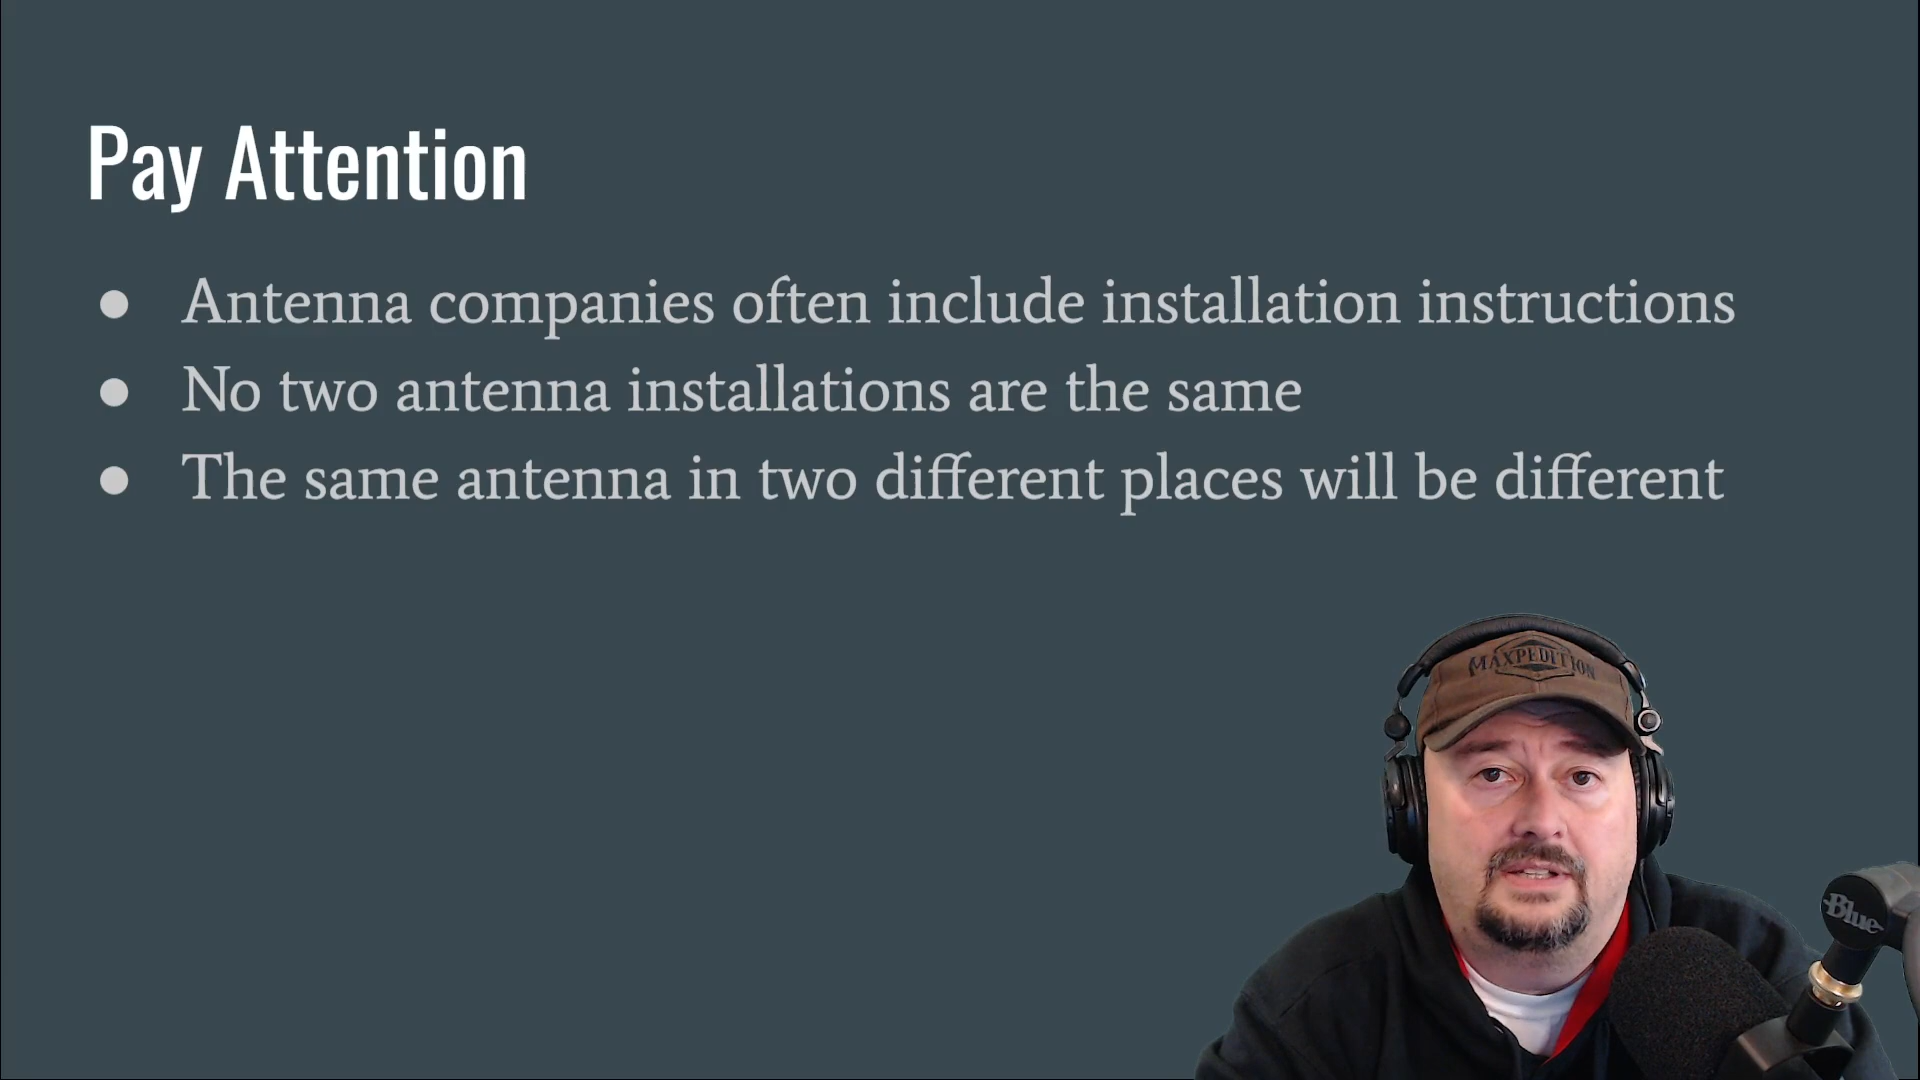 Pay Attention
Antenna companies often include installation instructions
No two antenna installations are the same
The same antenna in two different places will be different
MAXPEDITION
Blue